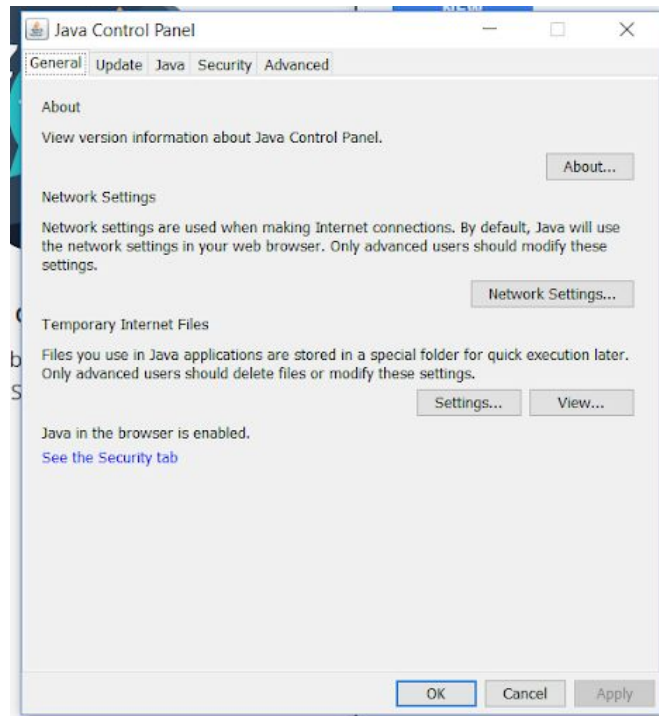 VIEW
Java Control Panel
General Update Java Security Advanced
About
View version information about Java Control Panel.
About...
Network Settings
Network settings are used when making Internet connections. By default, Java will use
the network settings in your web browser. Only advanced users should modify these
settings.
Network Settings...
Temporary Internet Files
Files you use in Java applications are stored in a special folder for quick execution later.
Only advanced users should delete files or modify these settings.
Settings... View...
Java in the browser is enabled.
See the Security tab
OK Cancel Apply